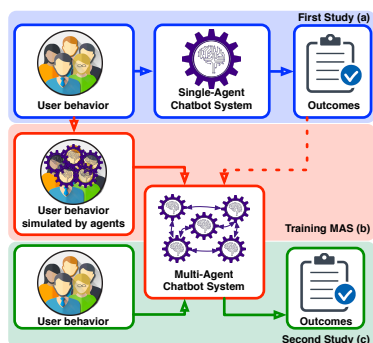 First Study (a)
User behavior
Single-Agent
Chatbot System
Outcomes
User behavior
simulated by agents
Training MAS (b)
Multi-Agent
Chatbot System
User behavior
Outcomes
Second Study (c)